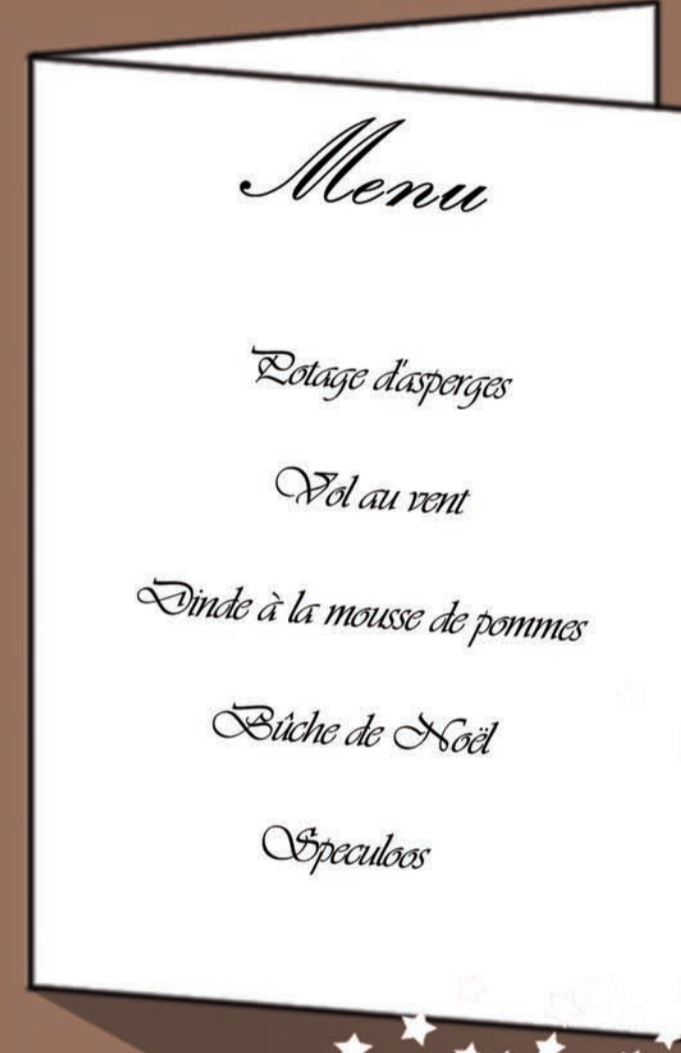 Menu
Potage d'asperges
Vol au vent
Dinde à la mousse de pommes
Bûche de Noël
Speculoos